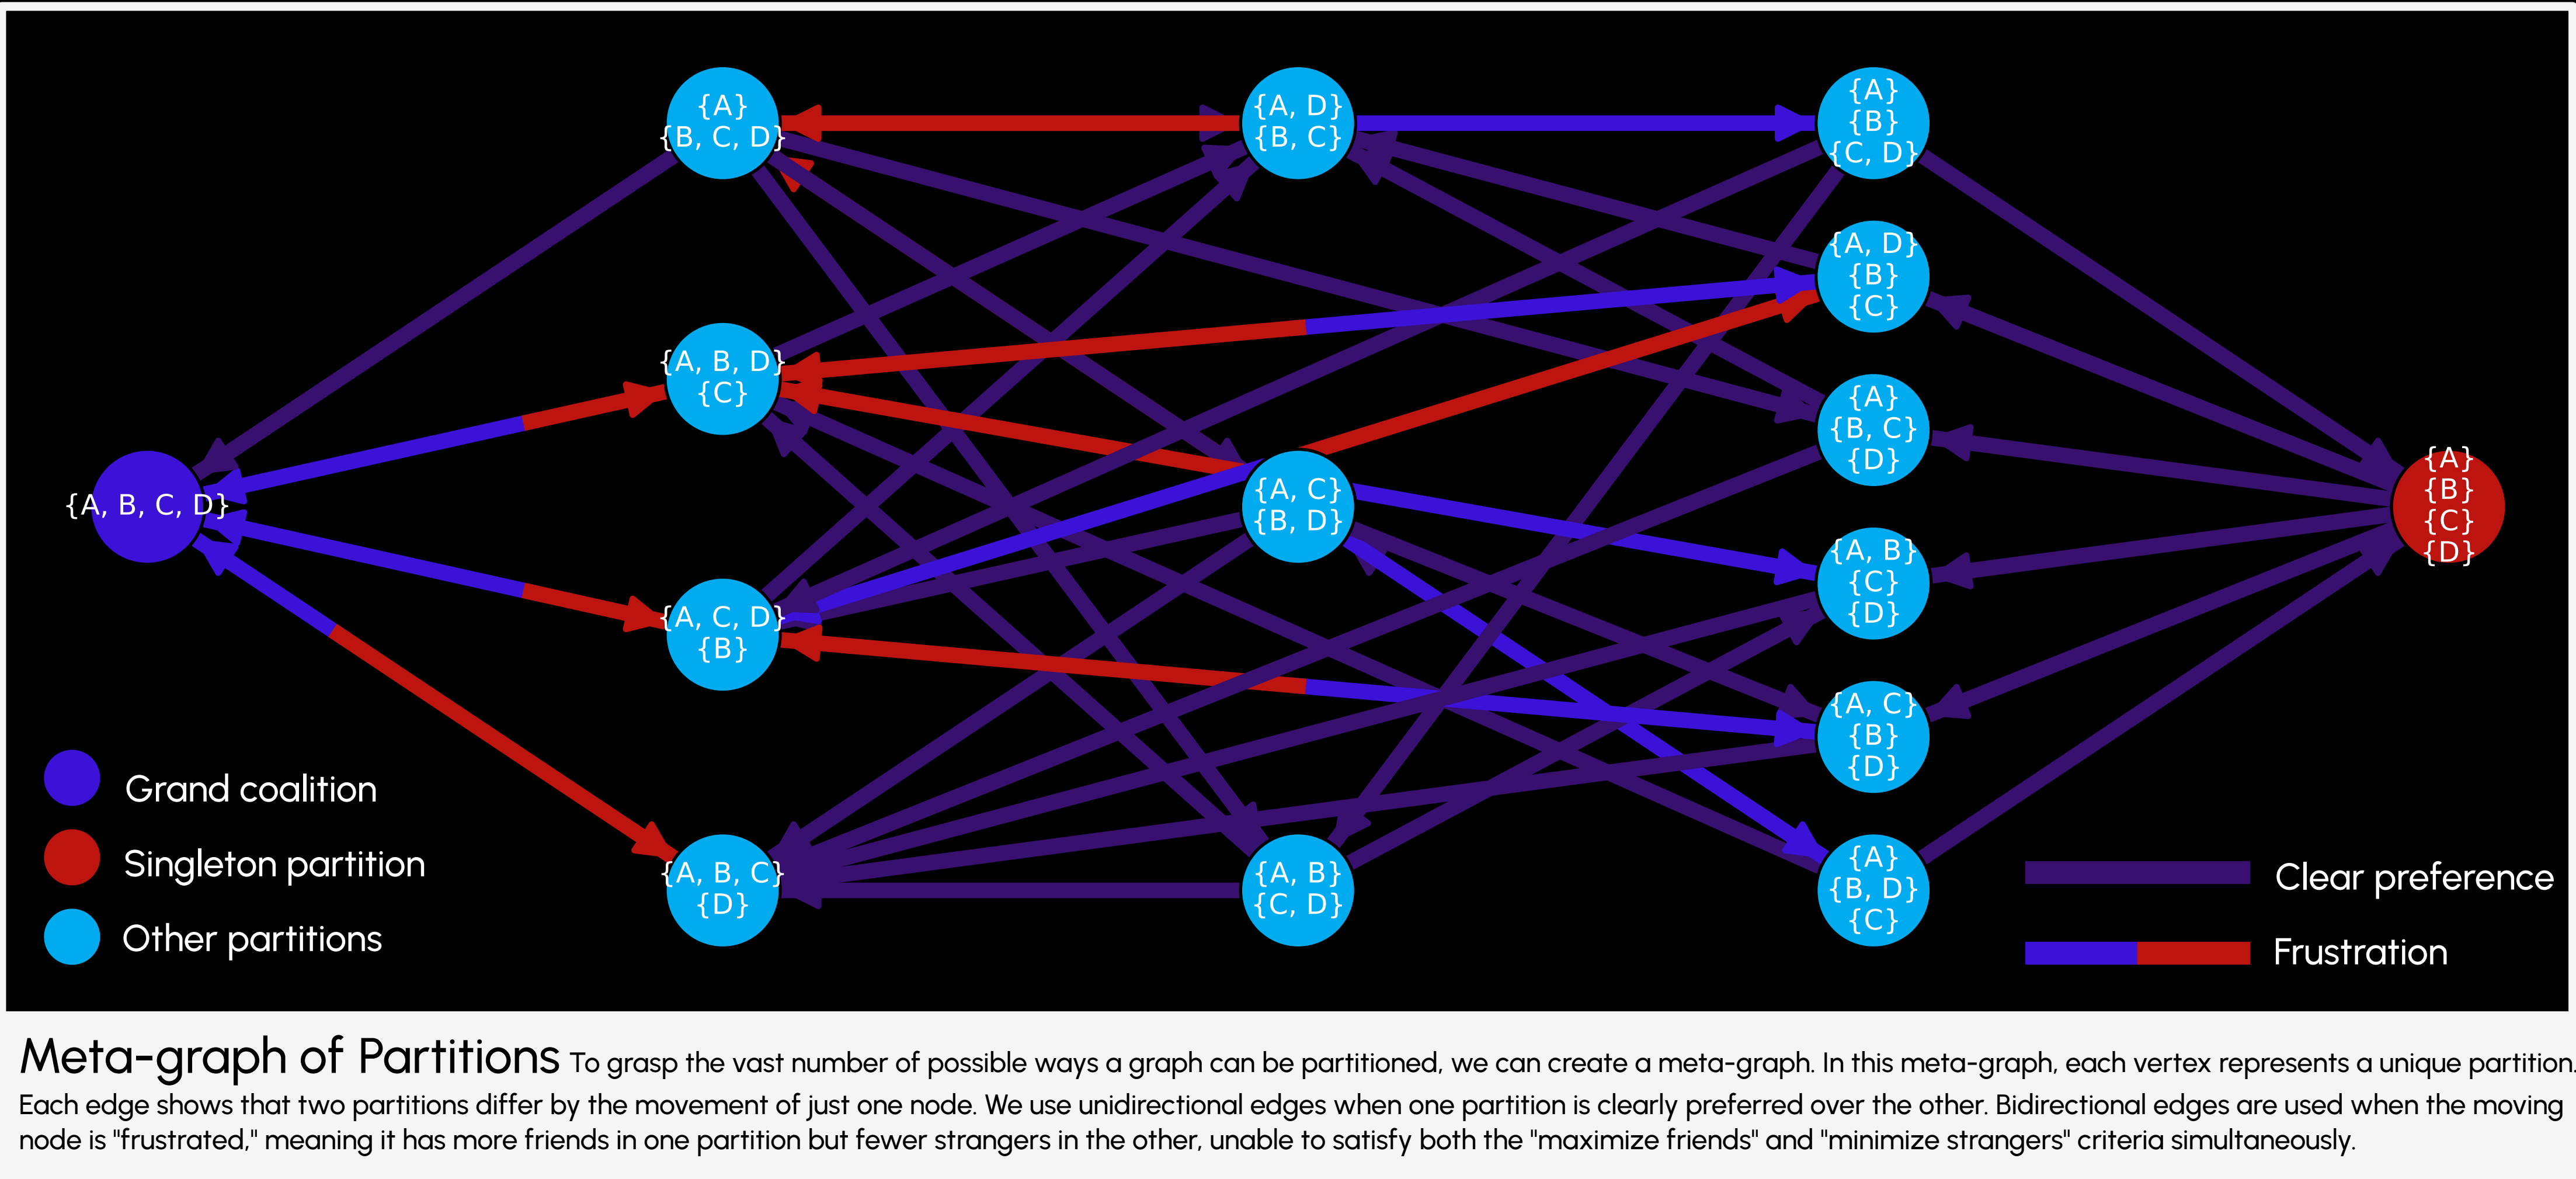 {A}
{B, C, D}
{A, D}
{B, C}
{A}
{B}
{C, D}
{A, D}
{B}
{C}
{A, B, D}
{C}
{A}
{B, C}
{D}
{A, B, C, D}
{A, C}
{B, D}
{A}
{B}
{C}
{D}
{A, B}
{C}
{D}
{A, C, D}
{B}
{A, C}
{B}
{D}
{A, B, C}
{D}
{A, B}
{C, D}
{A}
{B, D}
{C}
Grand coalition
Singleton partition
Other partitions
Clear preference
Frustration
Meta-graph of Partitions To grasp the vast number of possible ways a graph can be partitioned, we can create a meta-graph. In this meta-graph, each vertex represents a unique partition.
Each edge shows that two partitions differ by the movement of just one node. We use unidirectional edges when one partition is clearly preferred over the other. Bidirectional edges are used when the moving
node is "frustrated," meaning it has more friends in one partition but fewer strangers in the other, unable to satisfy both the "maximize friends" and "minimize strangers" criteria simultaneously.